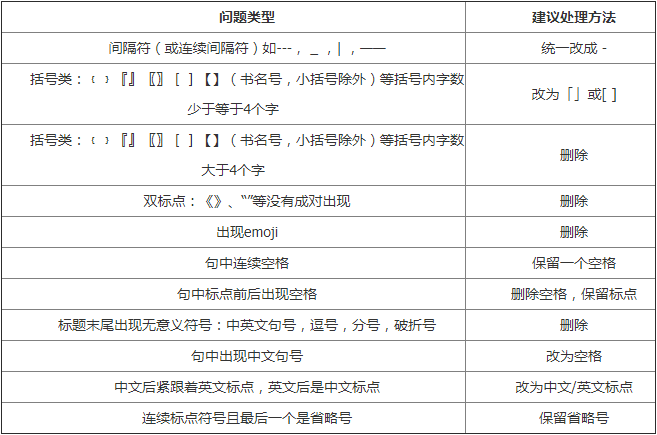 问题类型 建议处理方法
间隔符（或连续间隔符）如---，_，|，—— 统一改成 -
括号类：﹛﹜『』〖〗［］【】（书名号，小括号除外）等括号内字数
少于等于4个字 改为「」或[ ]
括号类：﹛﹜『』〖〗［］【】（书名号，小括号除外）等括号内字数
大于4个字 删除
双标点：《》、“”等没有成对出现 删除
出现emoji 删除
句中连续空格 保留一个空格
句中标点前后出现空格 删除空格，保留标点
标题末尾出现无意义符号：中英文句号，逗号，分号，破折号 删除
句中出现中文句号 改为空格
中文后紧跟着英文标点，英文后是中文标点 改为中文/英文标点
连续标点符号且最后一个是省略号 保留省略号